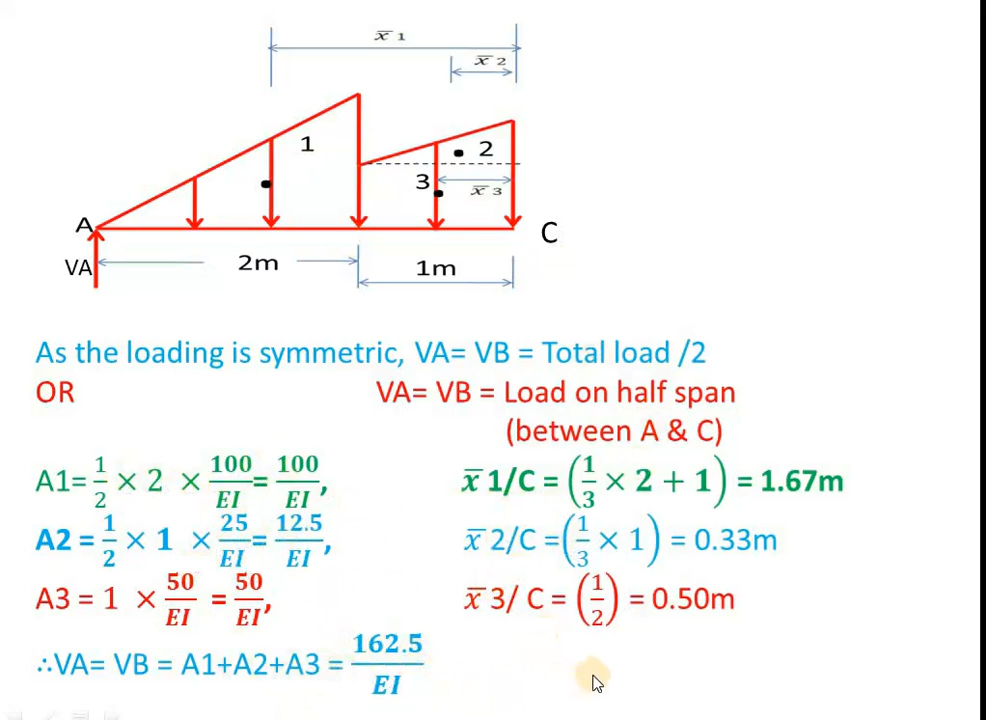 x̅ 1
x̅ 2
1
2
3
x̅ 3
A
C
VA
2m
1m
As the loading is symmetric, VA= VB = Total load /2
OR VA= VB = Load on half span
(between A & C)
A1= 1/2 × 2 × 100/EI = 100/EI, x̅ 1/C = (1/3 × 2 + 1) = 1.67m
A2 = 1/2 × 1 × 25/EI = 12.5/EI, x̅ 2/C =(1/3 × 1) = 0.33m
A3 = 1 × 50/EI = 50/EI, x̅ 3/ C = (1/2) = 0.50m
∴VA= VB = A1+A2+A3 = 162.5/EI